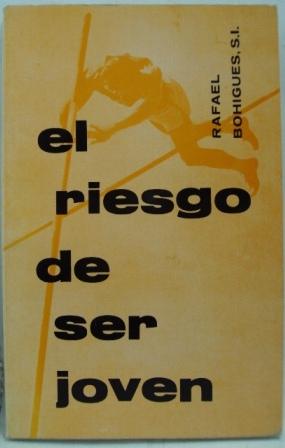 RAFAEL
BOHIGUES, S.I.
el
riesgo
de
ser
joven